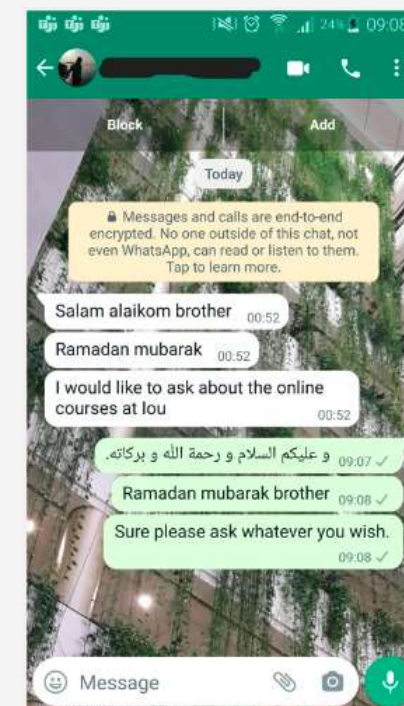 24% 09:08
Block
Add
Today
Messages and calls are end-to-end
encrypted. No one outside of this chat, not
even WhatsApp, can read or listen to them.
Tap to learn more.
Salam alaikom brother 00:52
Ramadan mubarak 00:52
I would like to ask about the online
courses at Iou
00:52
و عليكم السلام و رحمة الله و بركاته. 09:07
Ramadan mubarak brother 09:08
Sure please ask whatever you wish.
09:08
Message